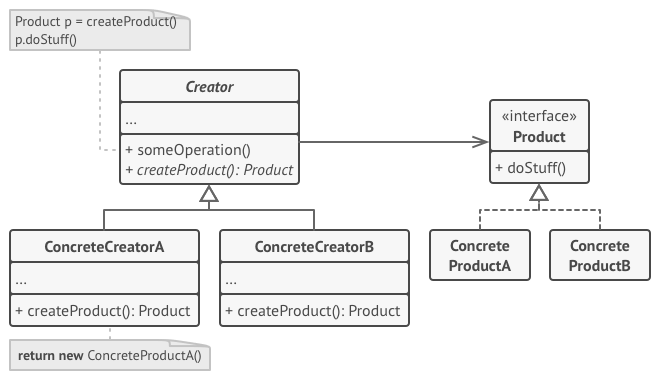 Product p = createProduct()
p.doStuff()
Creator
...
+ someOperation()
+ createProduct(): Product
«interface»
Product
+ doStuff()
ConcreteCreatorA
...
+ createProduct(): Product
ConcreteCreatorB
...
+ createProduct(): Product
Concrete
ProductA
Concrete
ProductB
return new ConcreteProductA()